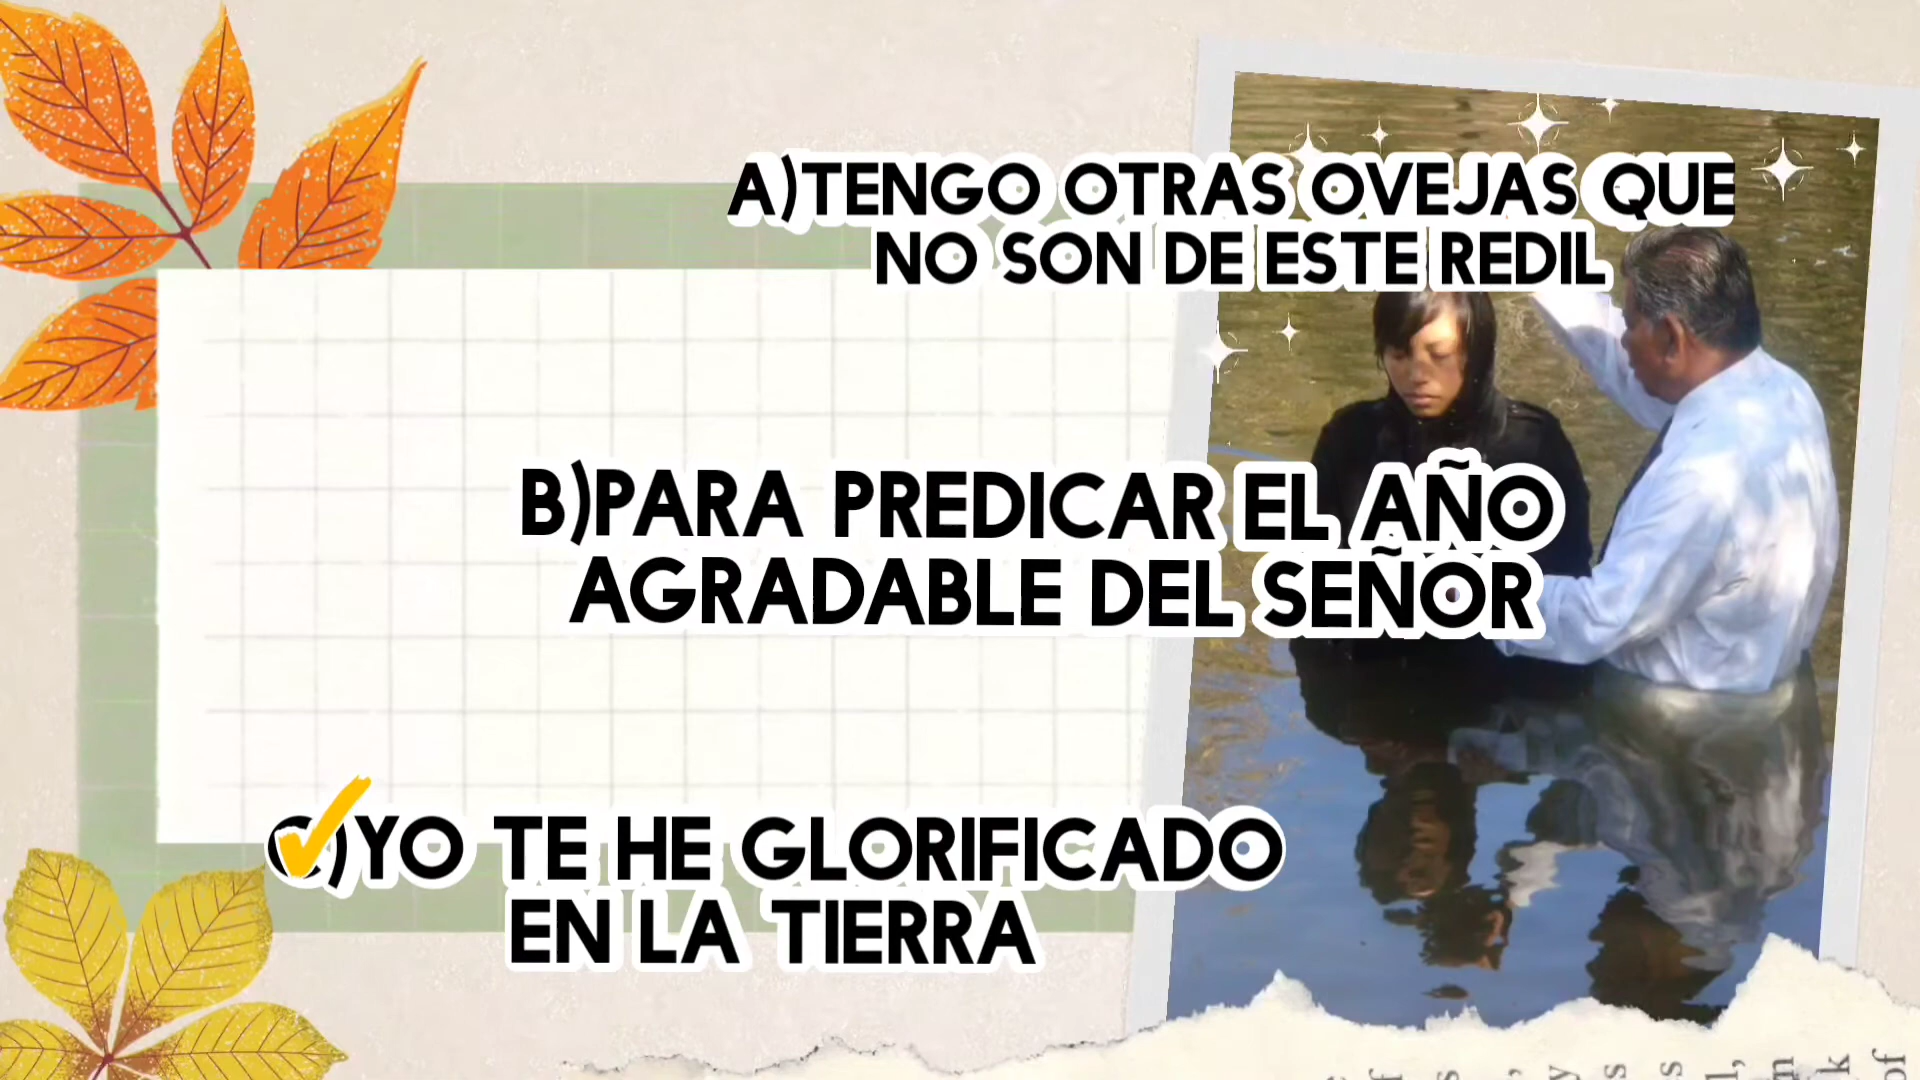 A)TENGO OTRAS OVEJAS QUE
NO SON DE ESTE REDIL
B)PARA PREDICAR EL AÑO
AGRADABLE DEL SEÑOR
C)YO TE HE GLORIFICADO
EN LA TIERRA
of